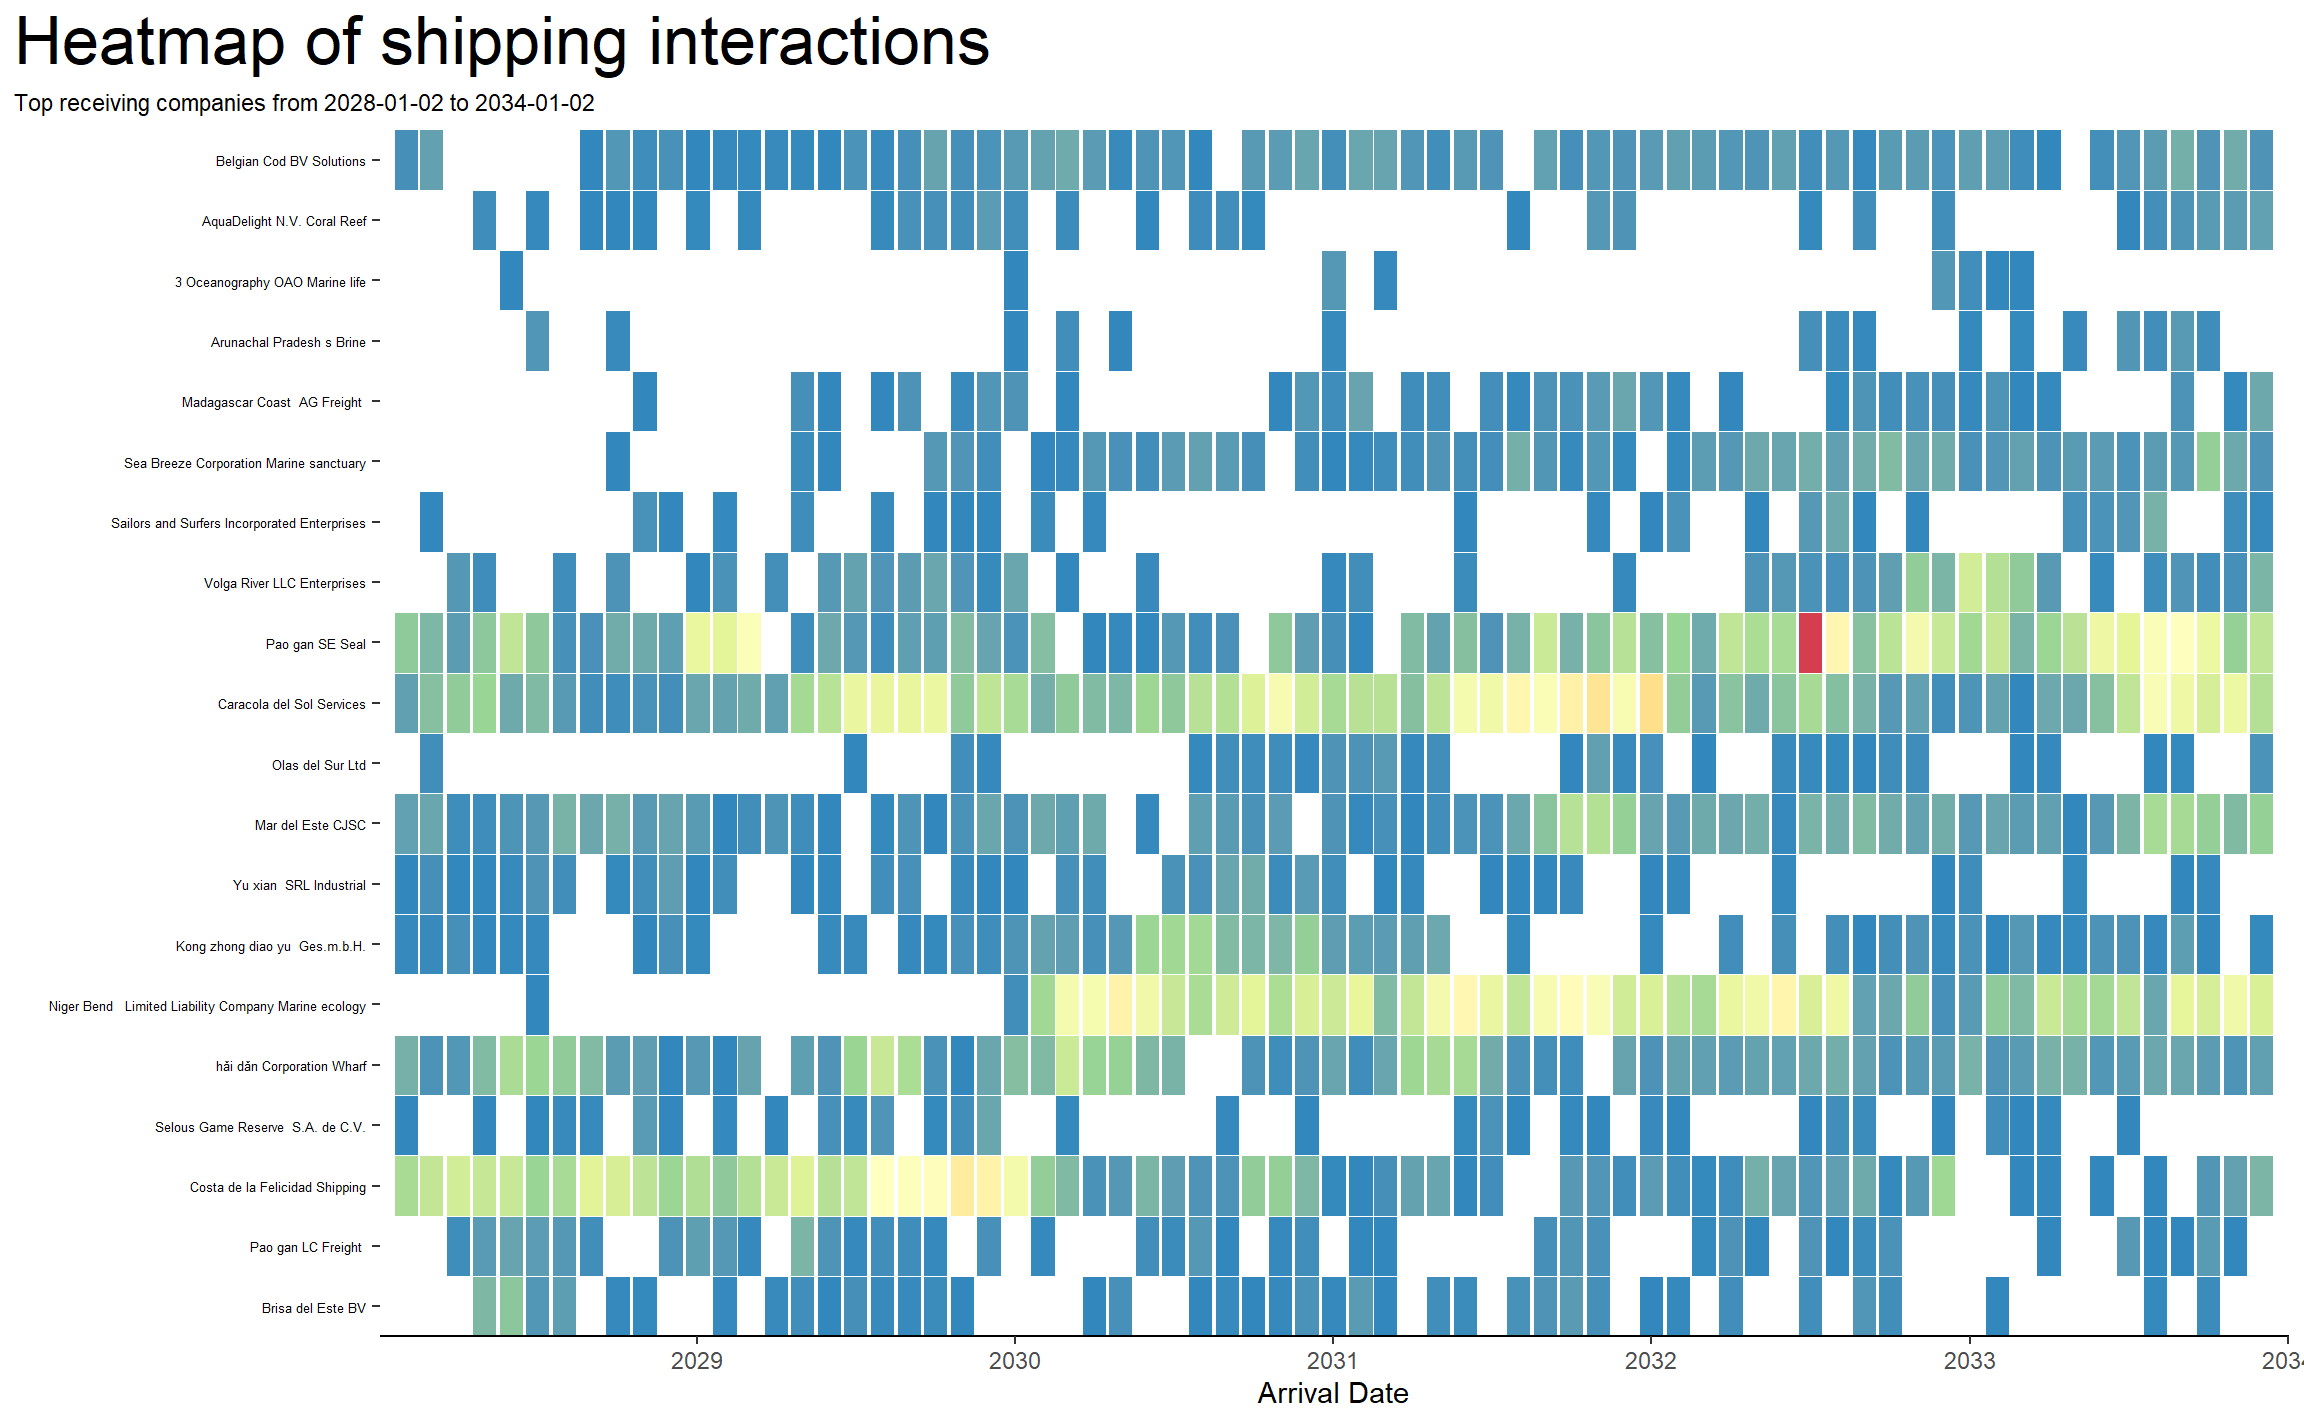 Heatmap of shipping interactions
Top receiving companies from 2028-01-02 to 2034-01-02
Belgian Cod BV Solutions
AquaDelight N.V. Coral Reef
3 Oceanography OAO Marine life
Arunachal Pradesh s Brine
Madagascar Coast  AG Freight
Sea Breeze Corporation Marine sanctuary
Sailors and Surfers Incorporated Enterprises
Volga River LLC Enterprises
Pao gan SE Seal
Caracola del Sol Services
Olas del Sur Ltd
Mar del Este CJSC
Yu xian  SRL Industrial
Kong zhong diao yu  Ges.m.b.H.
Niger Bend   Limited Liability Company Marine ecology
hǎi dǎn Corporation Wharf
Selous Game Reserve  S.A. de C.V.
Costa de la Felicidad Shipping
Pao gan LC Freight
Brisa del Este BV
2029 2030 2031 2032 2033 2034
Arrival Date